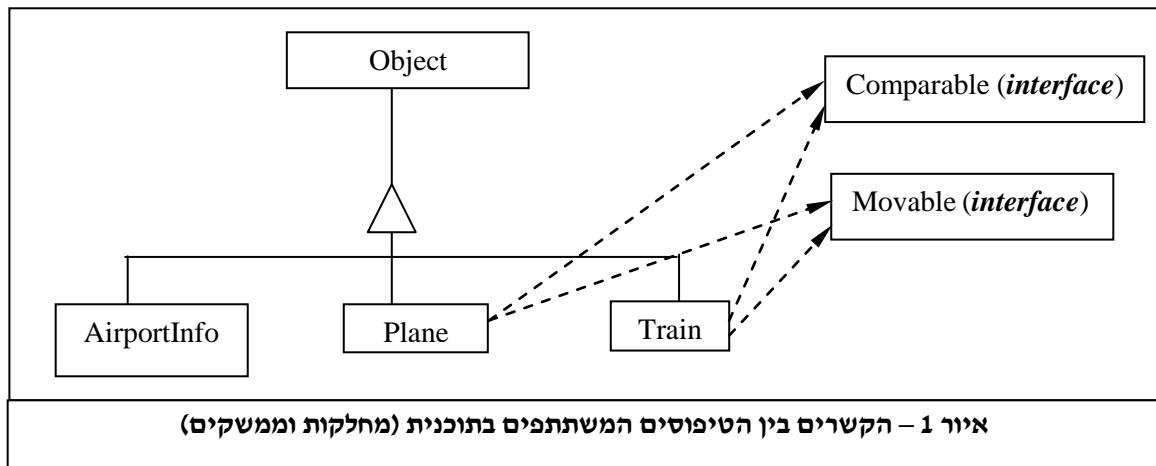 Object
Comparable (interface)
Movable (interface)
AirportInfo
Plane
Train
איור 1 – הקשרים בין הטיפוסים המשתתפים בתוכנית (מחלקות וממשקים)